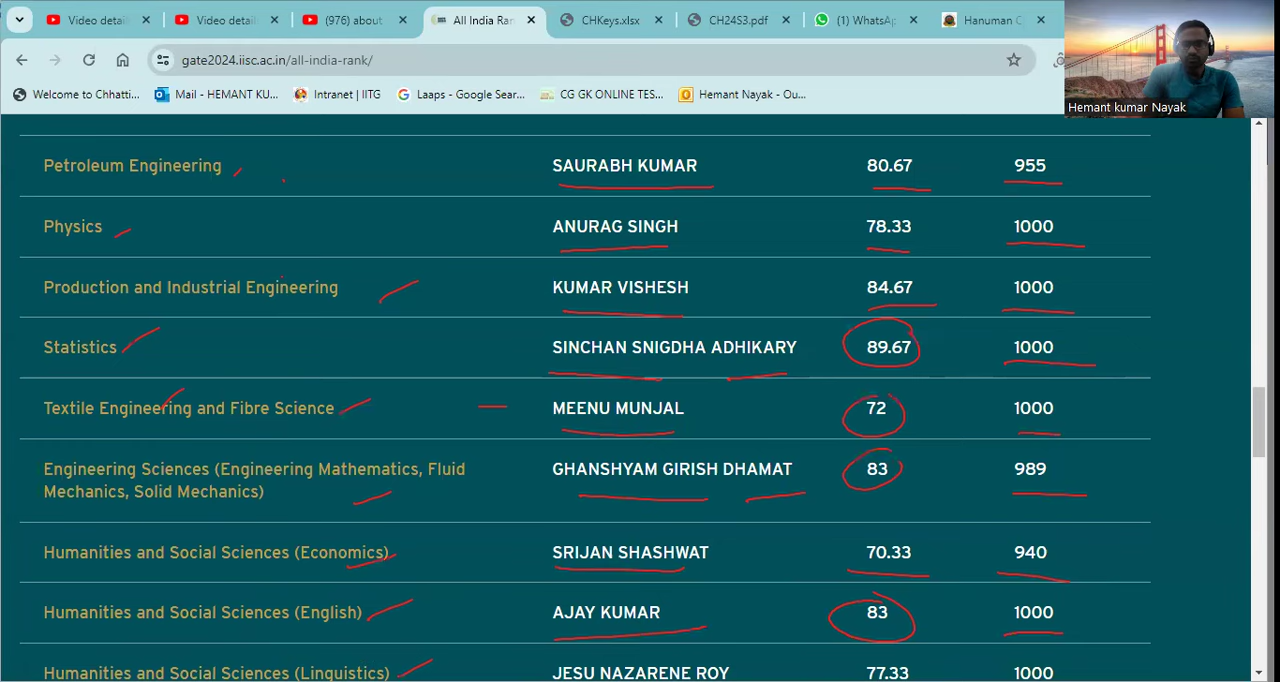 Video detai
Video detai
(976) about
All India Ran
CHKeys.xlsx
CH24S3.pdf
(1) WhatsAp
Hanuman C
gate2024.iisc.ac.in/all-india-rank/
Welcome to Chhatti...
Mail - HEMANT KU...
Intranet | IITG
Laaps - Google Sear...
CG GK ONLINE TES...
Hemant Nayak - Ou...
Hemant kumar Nayak
Petroleum Engineering SAURABH KUMAR 80.67 955
Physics ANURAG SINGH 78.33 1000
Production and Industrial Engineering KUMAR VISHESH 84.67 1000
Statistics SINCHAN SNIGDHA ADHIKARY 89.67 1000
Textile Engineering and Fibre Science MEENU MUNJAL 72 1000
Engineering Sciences (Engineering Mathematics, Fluid GHANSHYAM GIRISH DHAMAT 83 989
Mechanics, Solid Mechanics)
Humanities and Social Sciences (Economics) SRIJAN SHASHWAT 70.33 940
Humanities and Social Sciences (English) AJAY KUMAR 83 1000
Humanities and Social Sciences (Linguistics) JESU NAZARENE ROY 77.33 1000